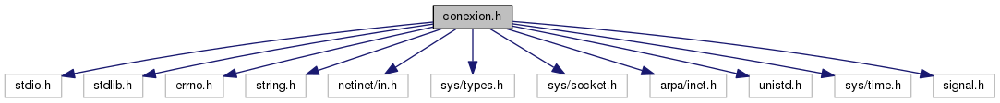 conexion.h
stdio.h
stdlib.h
errno.h
string.h
netinet/in.h
sys/types.h
sys/socket.h
arpa/inet.h
unistd.h
sys/time.h
signal.h